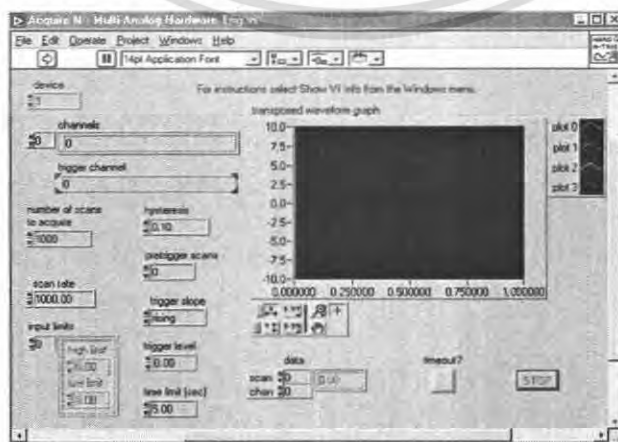 Acquire N - Multi-Analog Hardware Trig.vi
File Edit Operate Project Windows Help
14pt Application Font
device
1
For instructions select Show VI Info from the Windows menu.
channels
0
0
trigger channel
0
number of scans
to acquire
1000
hysteresis
0.10
pretrigger scans
0
scan rate
1000.00
trigger slope
rising
input limits
0
high limit
0.00
low limit
0.00
trigger level
0.00
time limit (sec)
5.00
transposed waveform graph
10.0
7.5
5.0
2.5
0.0
-2.5
-5.0
-7.5
-10.0
0.000000 0.250000 0.500000 0.750000 1.000000
plot 0
plot 1
plot 2
plot 3
data
scan 0
chan 0
timeout?
STOP